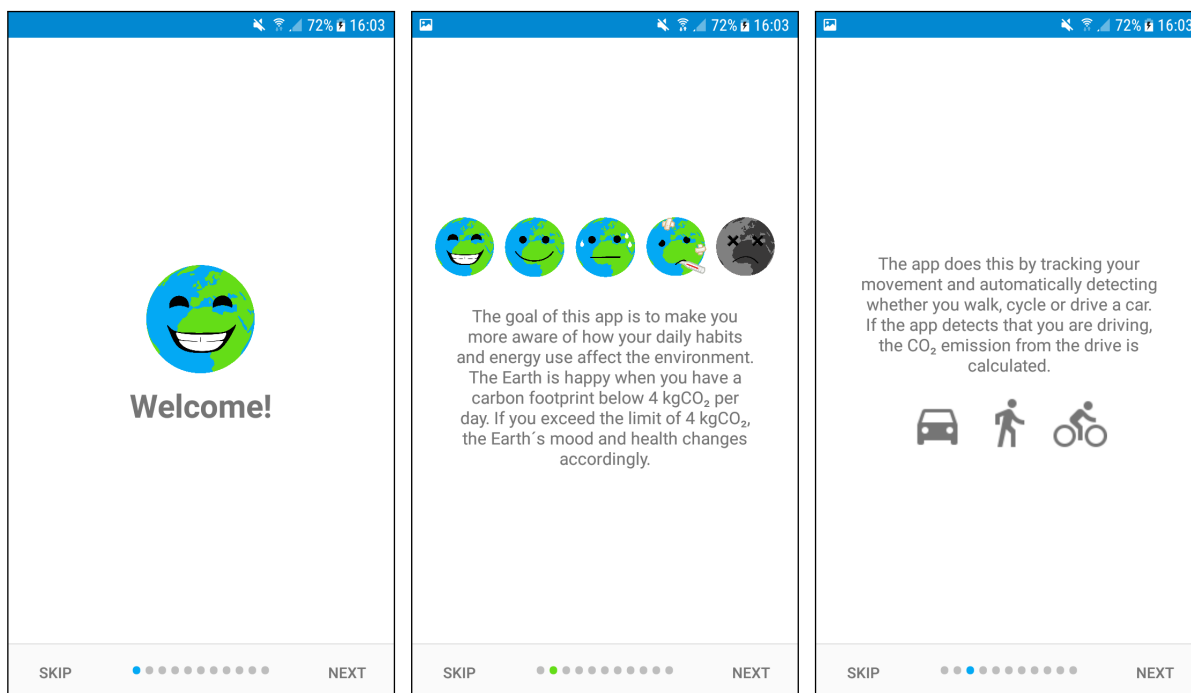 72% 16:03
Welcome!
SKIP
NEXT
72% 16:03
The goal of this app is to make you
more aware of how your daily habits
and energy use affect the environment.
The Earth is happy when you have a
carbon footprint below 4 kgCO₂ per
day. If you exceed the limit of 4 kgCO₂,
the Earth´s mood and health changes
accordingly.
SKIP
NEXT
72% 16:03
The app does this by tracking your
movement and automatically detecting
whether you walk, cycle or drive a car.
If the app detects that you are driving,
the CO₂ emission from the drive is
calculated.
SKIP
NEXT